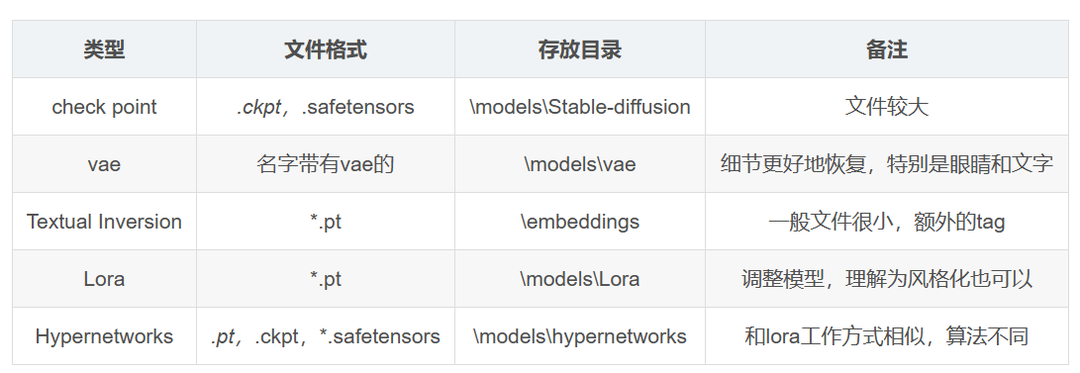 类型 文件格式 存放目录 备注
check point .ckpt，.safetensors \models\Stable-diffusion 文件较大
vae 名字带有vae的 \models\vae 细节更好地恢复，特别是眼睛和文字
Textual Inversion *.pt \embeddings 一般文件很小，额外的tag
Lora *.pt \models\Lora 调整模型，理解为风格化也可以
Hypernetworks .pt，.ckpt，*.safetensors \models\hypernetworks 和lora工作方式相似，算法不同